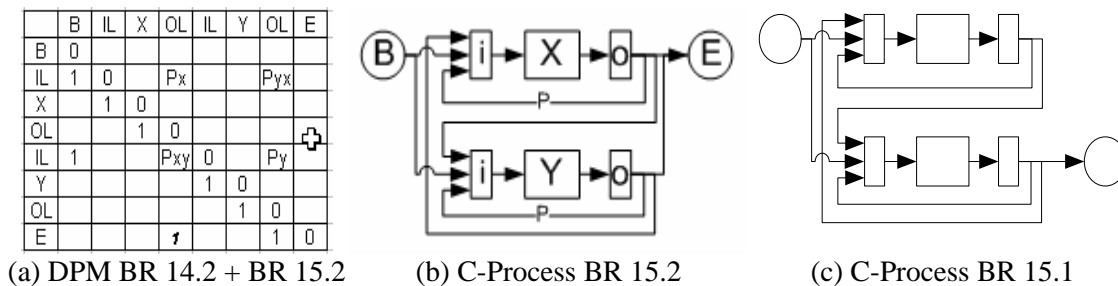 B IL X OL IL Y OL E
B 0
IL 1 0 Px Pyx
X 1 0
OL 1 0
IL 1 Pxy 0 Py
Y 1 0
OL 1 0
E 1 1 0
B i X o E
P
i Y o
P
(a) DPM BR 14.2 + BR 15.2 (b) C-Process BR 15.2 (c) C-Process BR 15.1